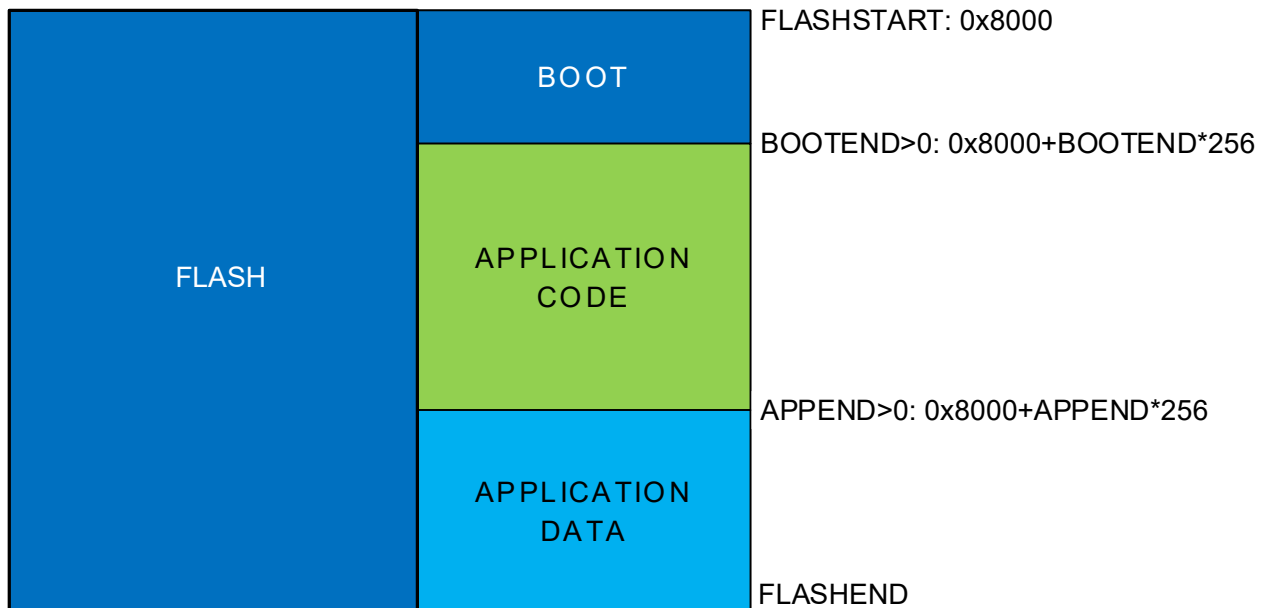 FLASHSTART: 0x8000
BOOT
BOOTEND>0: 0x8000+BOOTEND*256
FLASH
APPLICATION
CODE
APPEND>0: 0x8000+APPEND*256
APPLICATION
DATA
FLASHEND